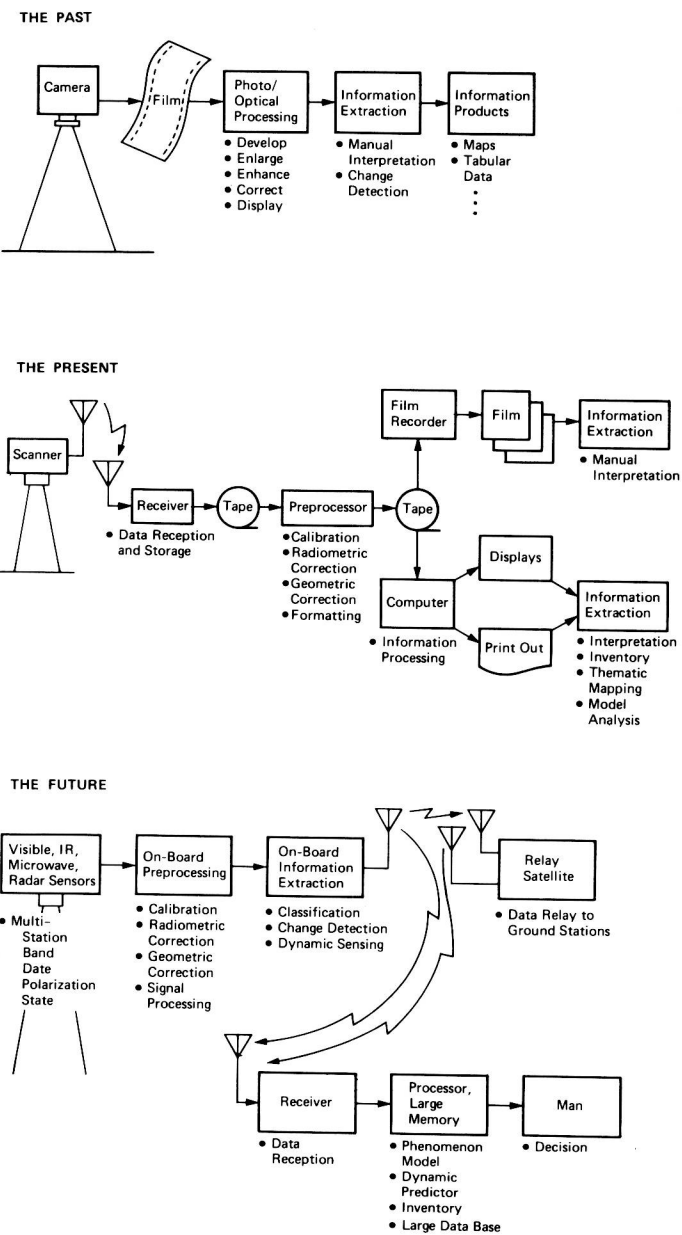 THE PAST
Camera
Film
Photo/
Optical
Processing
• Develop
• Enlarge
• Enhance
• Correct
• Display
Information
Extraction
• Manual
Interpretation
• Change
Detection
Information
Products
• Maps
• Tabular
Data
THE PRESENT
Scanner
Receiver
• Data Reception
and Storage
Tape
Preprocessor
• Calibration
• Radiometric
Correction
• Geometric
Correction
• Formatting
Tape
Film
Recorder
Film
Information
Extraction
• Manual
Interpretation
Computer
• Information
Processing
Displays
Print Out
Information
Extraction
• Interpretation
• Inventory
• Thematic
Mapping
• Model
Analysis
THE FUTURE
Visible, IR,
Microwave,
Radar Sensors
• Multi-
Station
Band
Date
Polarization
State
On-Board
Preprocessing
• Calibration
• Radiometric
Correction
• Geometric
Correction
• Signal
Processing
On-Board
Information
Extraction
• Classification
• Change Detection
• Dynamic Sensing
Relay
Satellite
• Data Relay to
Ground Stations
Receiver
• Data
Reception
Processor,
Large
Memory
• Phenomenon
Model
• Dynamic
Predictor
• Inventory
• Large Data Base
Man
• Decision